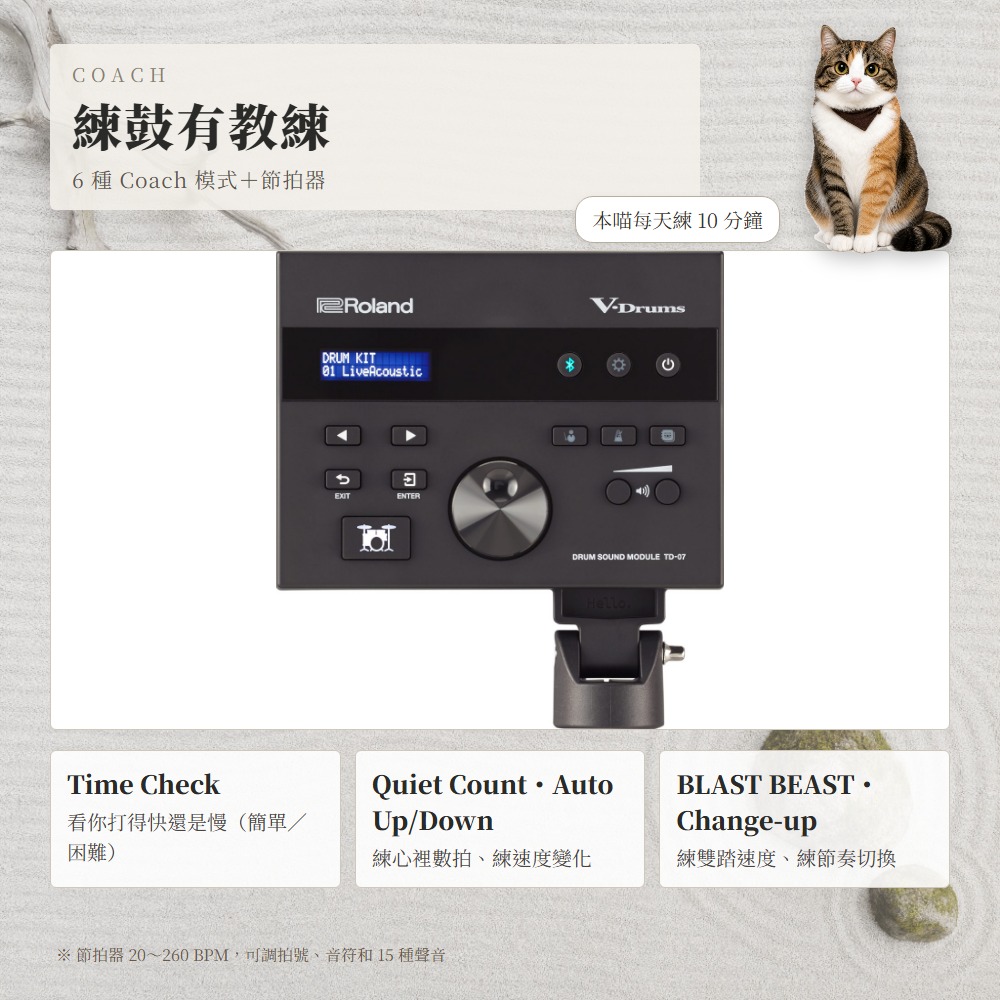 COACH
練鼓有教練
6 種 Coach 模式＋節拍器
本喵每天練 10 分鐘
Roland
V-Drums
DRUM KIT
01 LiveAcoustic
EXIT
ENTER
DRUM SOUND MODULE TD-07
Hello.
Time Check
看你打得快還是慢（簡單／
困難）
Quiet Count・Auto
Up/Down
練心裡數拍、練速度變化
BLAST BEAST・
Change-up
練雙踏速度、練節奏切換
※ 節拍器 20～260 BPM，可調拍號、音符和 15 種聲音